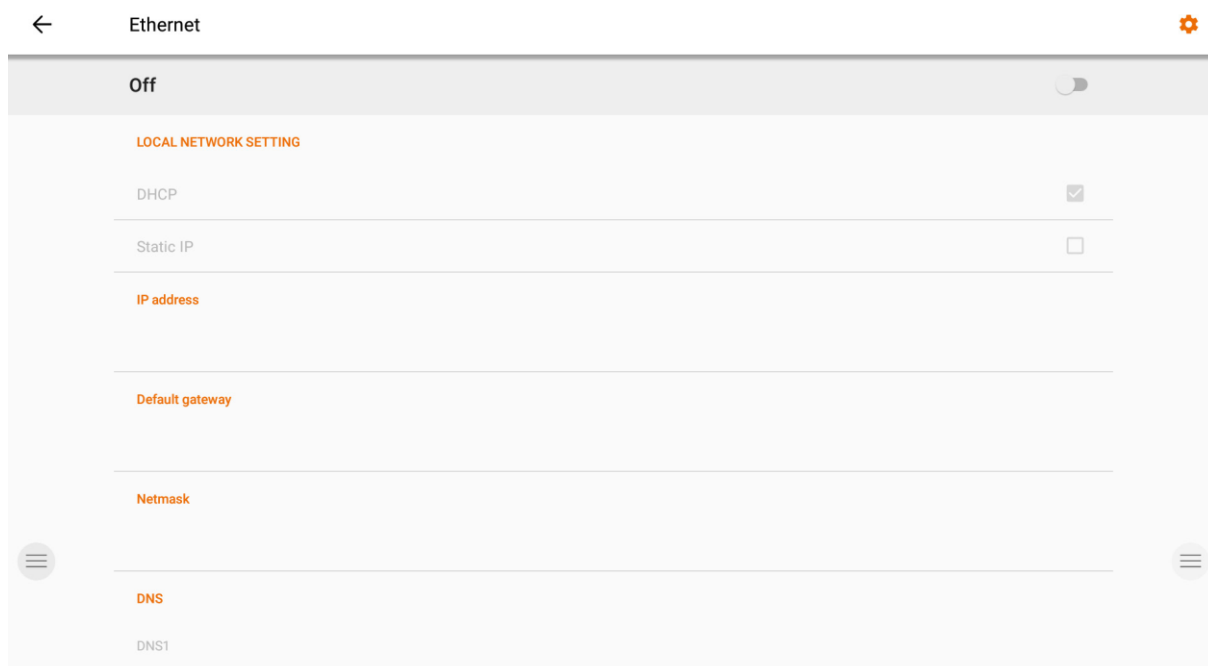 Ethernet
Off
LOCAL NETWORK SETTING
DHCP
Static IP
IP address
Default gateway
Netmask
DNS
DNS1